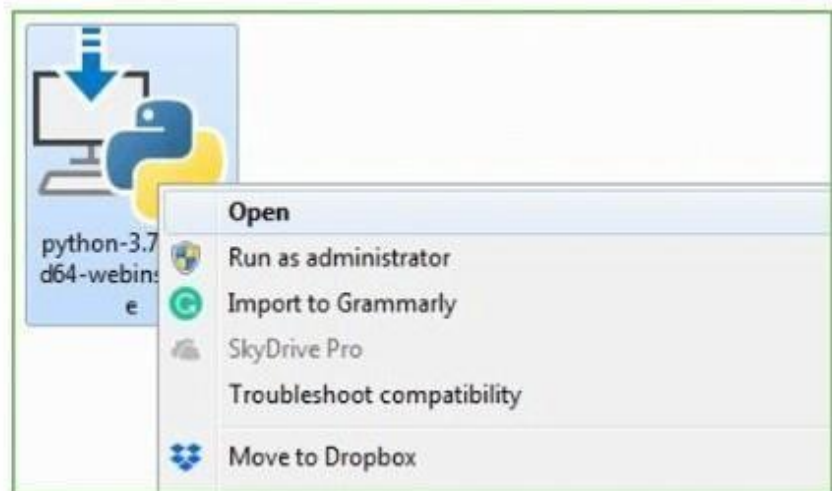 Open
python-3.7
Run as administrator
d64-webins
e
Import to Grammarly
SkyDrive Pro
Troubleshoot compatibility
Move to Dropbox